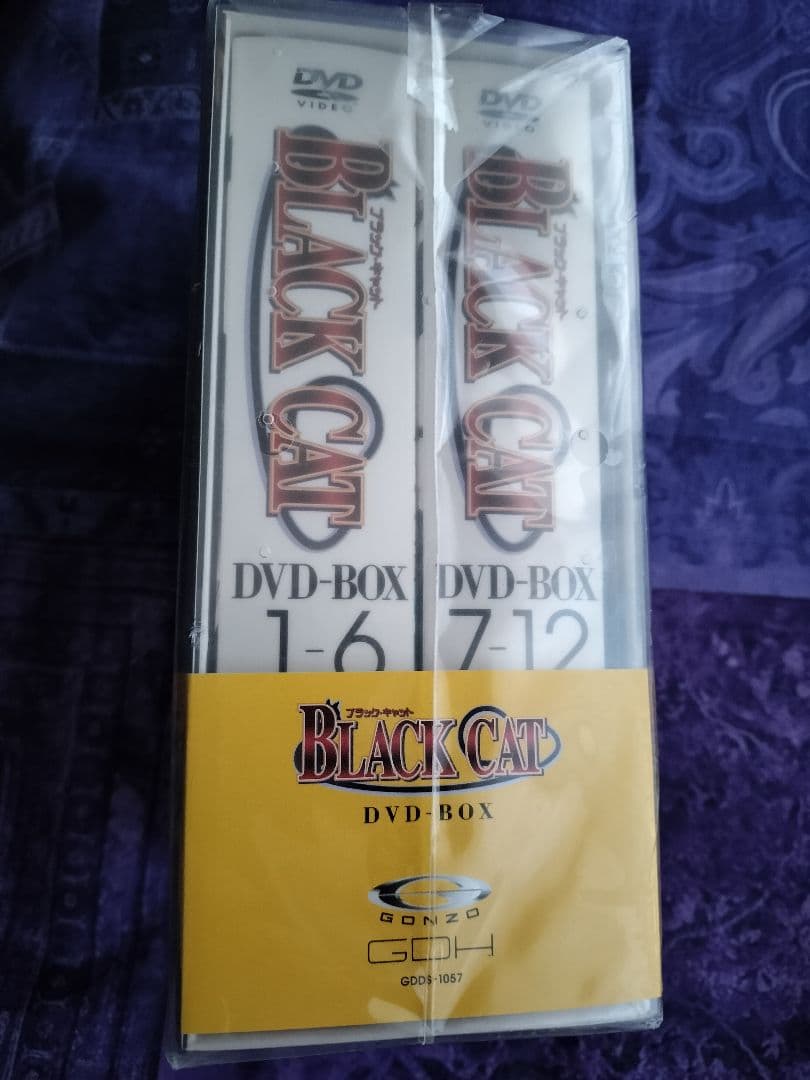 DVD
VIDEO
ブラック・キャット
BLACK CAT
DVD-BOX
1-6
DVD
VIDEO
ブラック・キャット
BLACK CAT
DVD-BOX
7-12
ブラック・キャット
BLACK CAT
DVD-BOX
G
GONZO
GDH
GDDS-1057